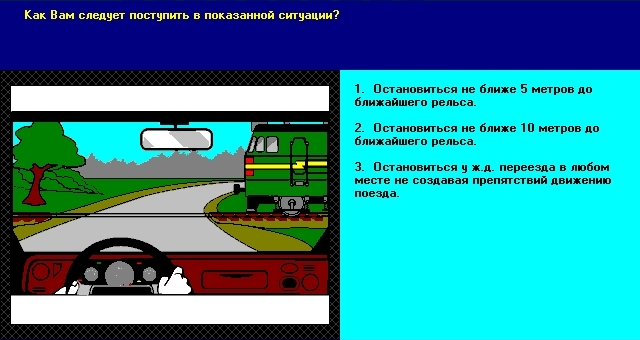 Как Вам следует поступить в показанной ситуации?
1. Остановиться не ближе 5 метров до
ближайшего рельса.
2. Остановиться не ближе 10 метров до
ближайшего рельса.
3. Остановиться у ж.д. переезда в любом
месте не создавая препятствий движению
поезда.